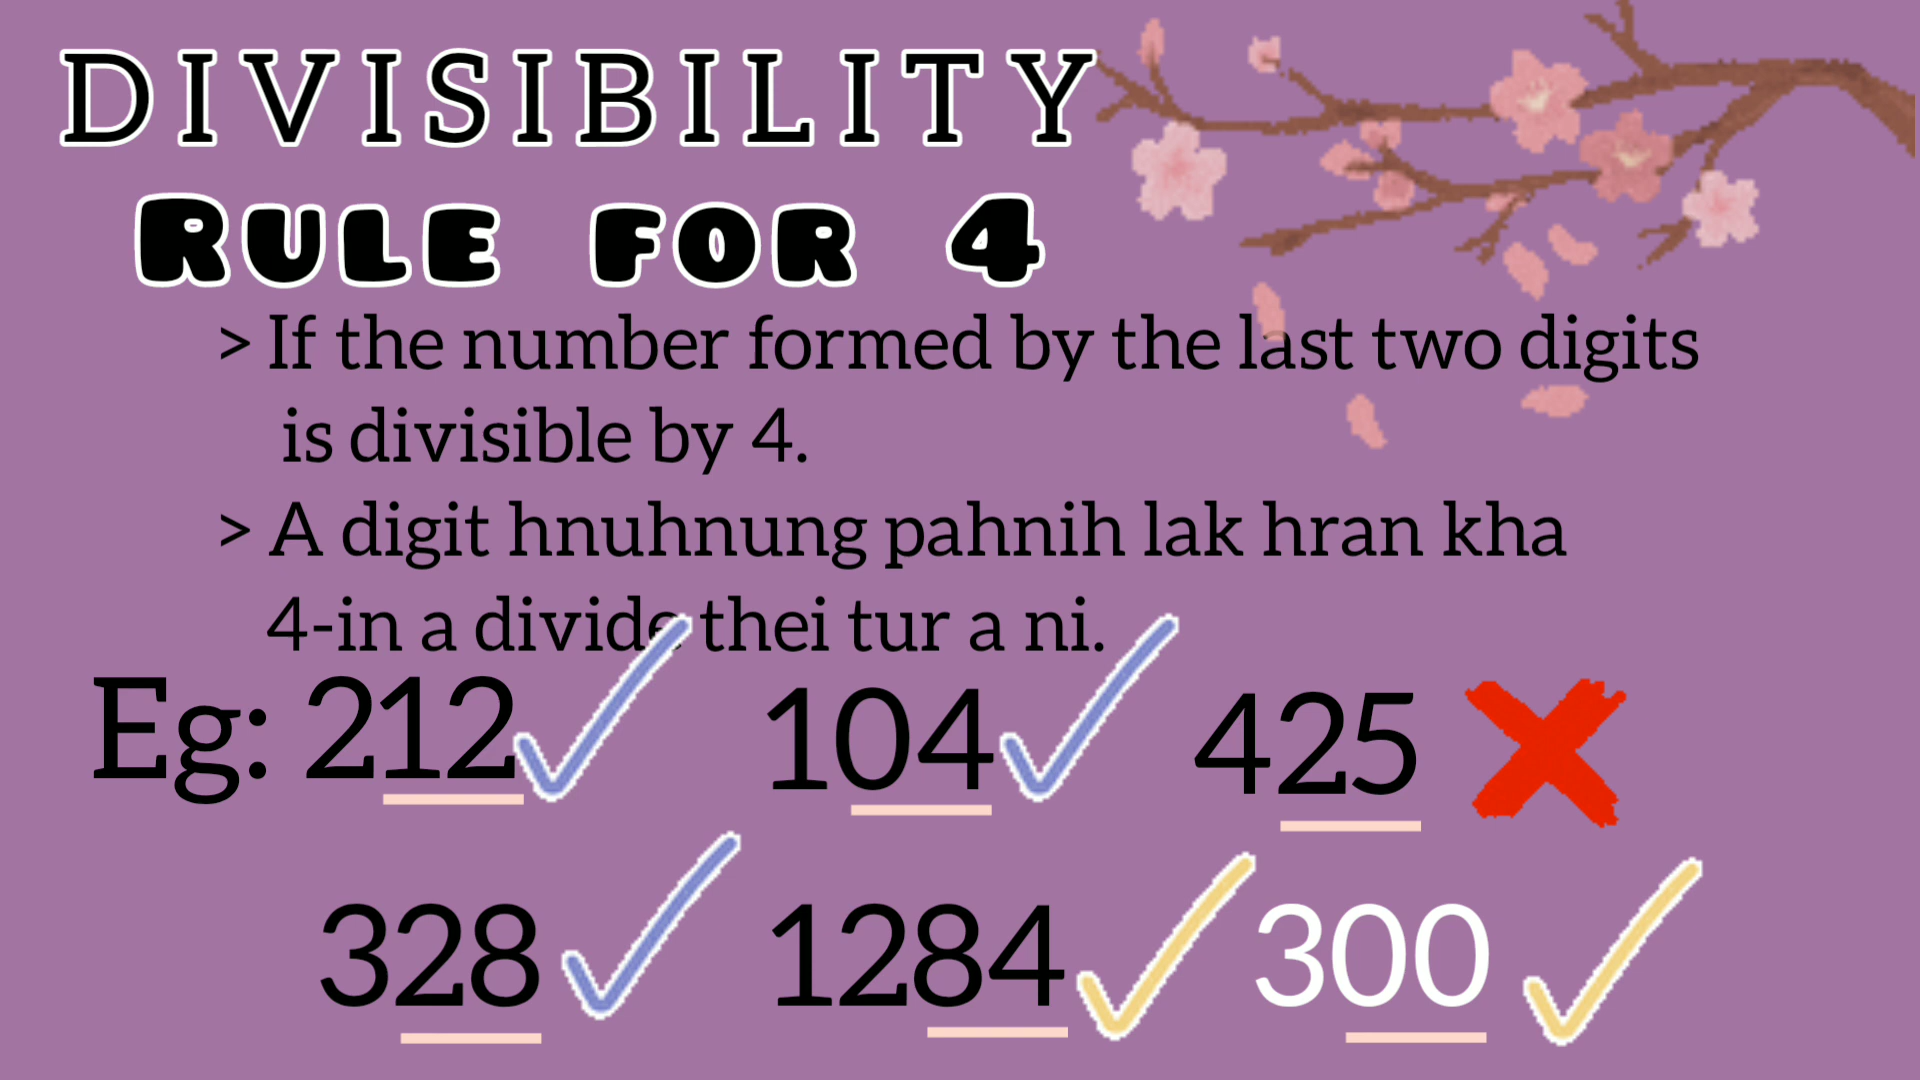 DIVISIBILITY
RULE FOR 4
> If the number formed by the last two digits
is divisible by 4.
> A digit hnuhnung pahnih lak hran kha
4-in a divide thei tur a ni.
Eg: 212 104 425
328 1284 300